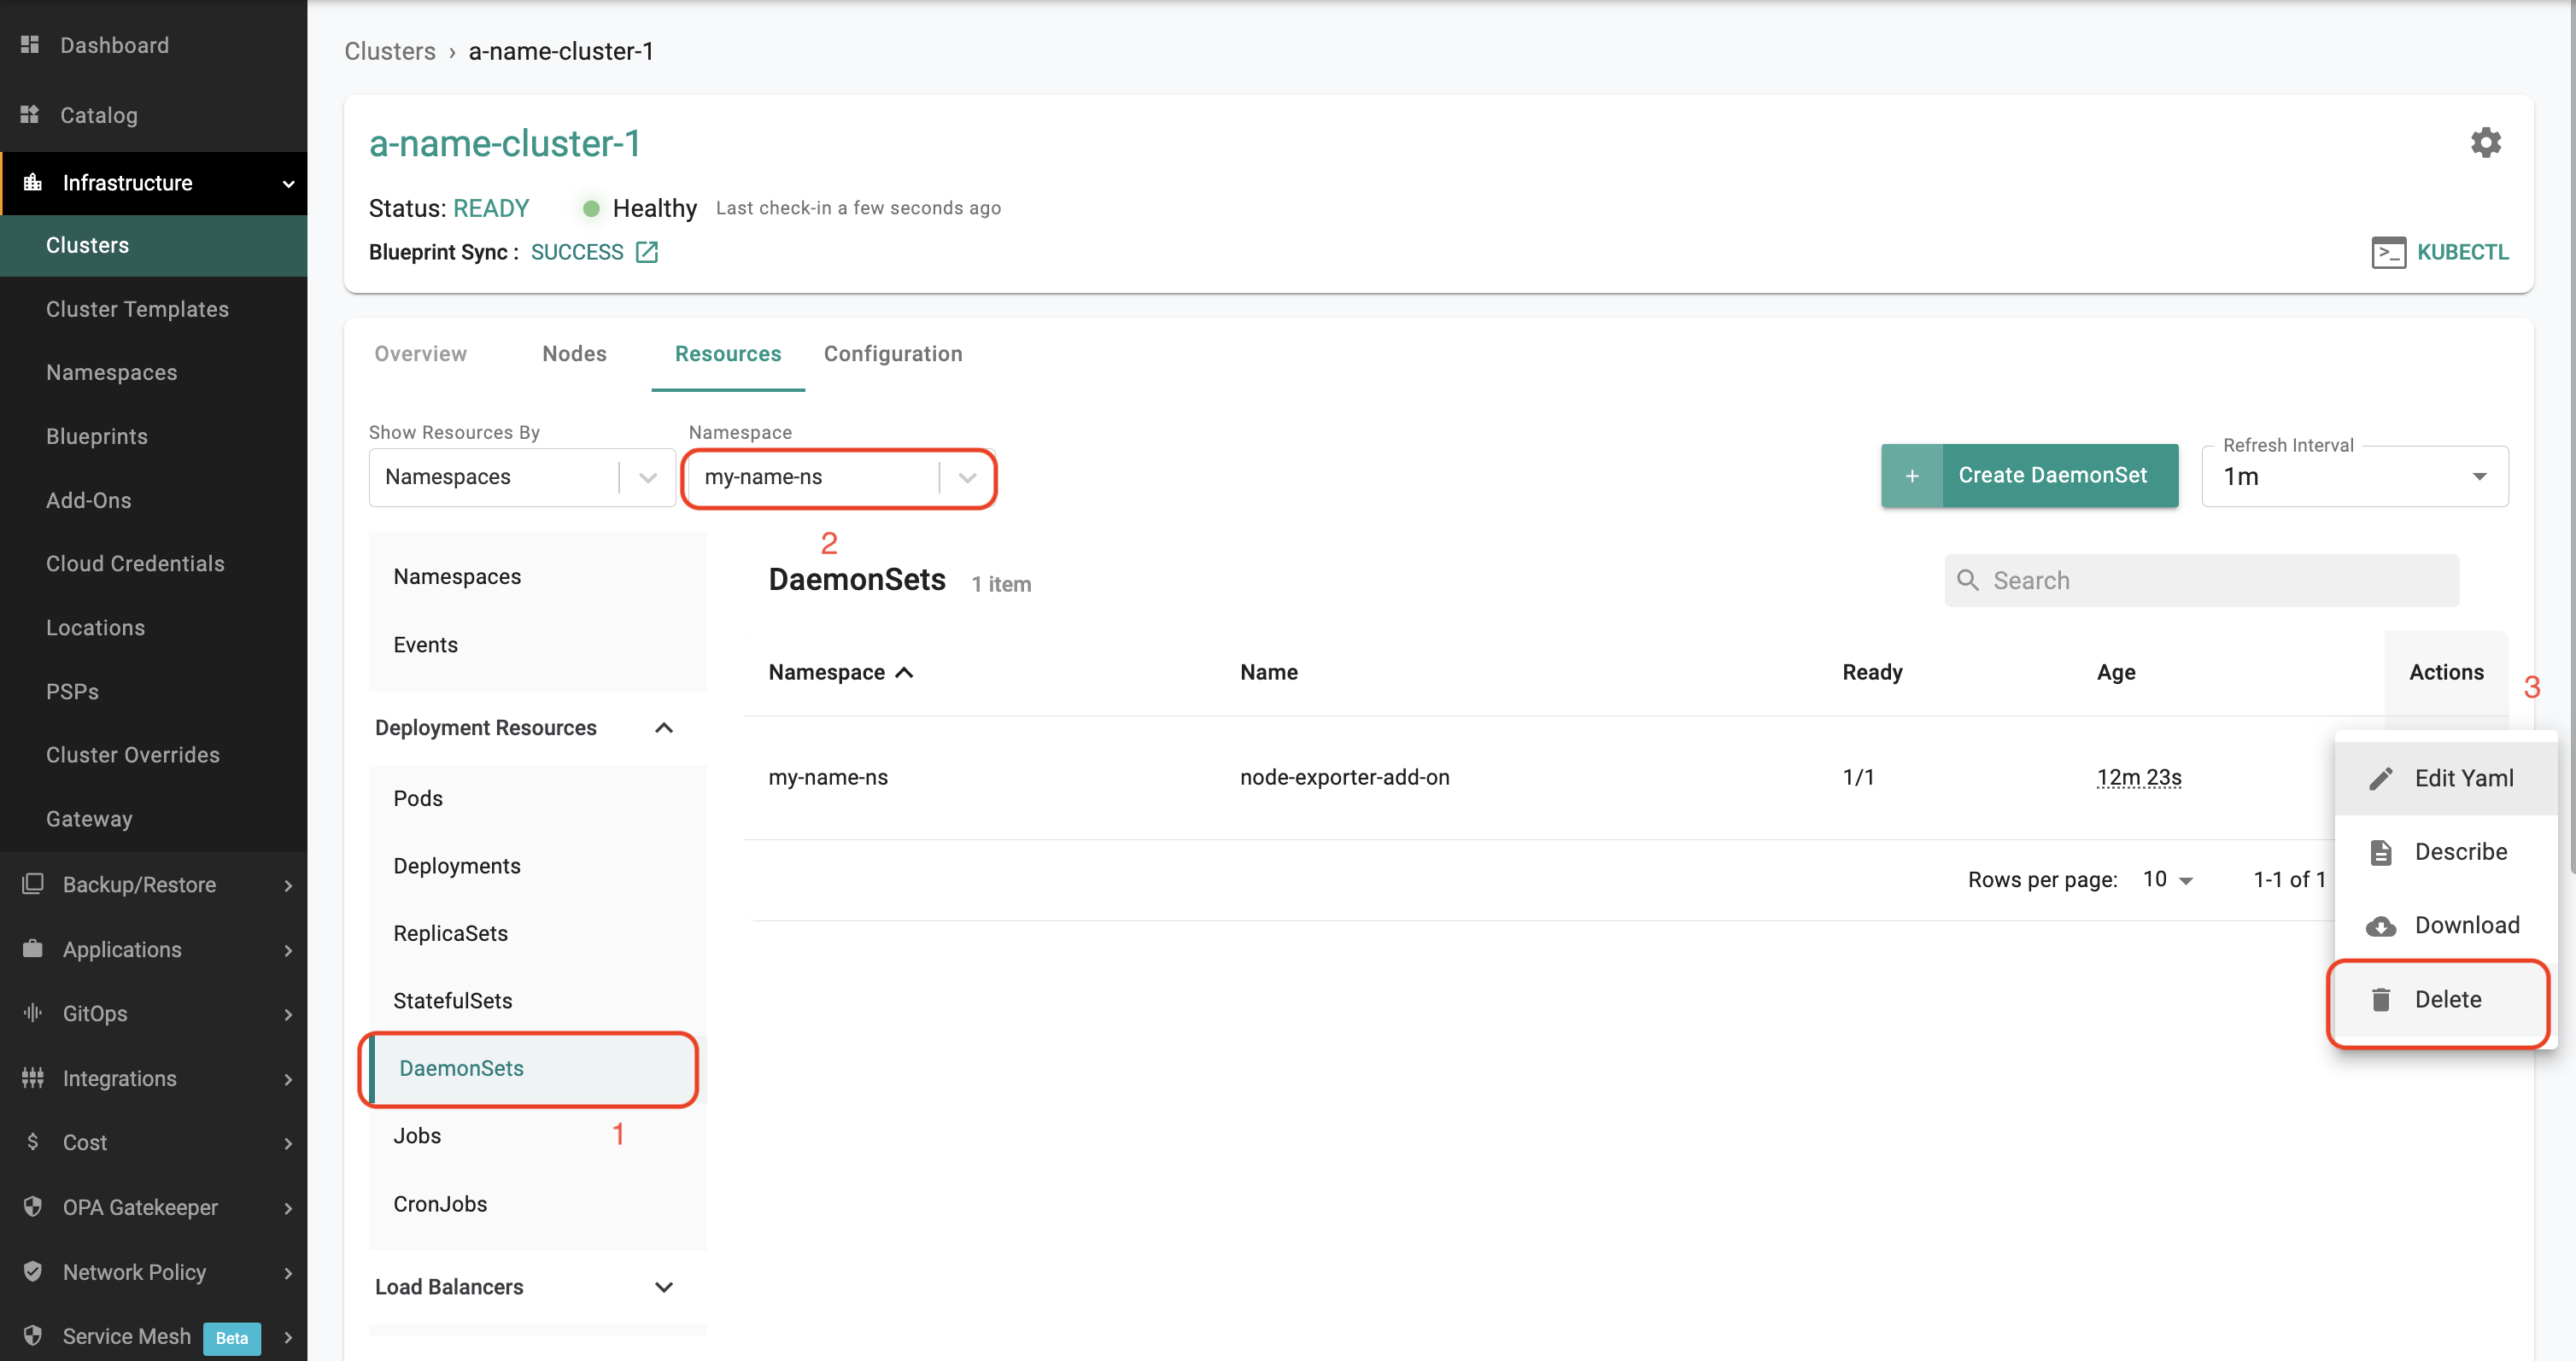 Dashboard
Catalog
Infrastructure
Clusters
Cluster Templates
Namespaces
Blueprints
Add-Ons
Cloud Credentials
Locations
PSPs
Cluster Overrides
Gateway
Backup/Restore
Applications
GitOps
Integrations
Cost
OPA Gatekeeper
Network Policy
Service Mesh Beta
Clusters › a-name-cluster-1
a-name-cluster-1
Status: READY Healthy Last check-in a few seconds ago
Blueprint Sync : SUCCESS
>_ KUBECTL
Overview Nodes Resources Configuration
Show Resources By Namespace
Namespaces my-name-ns
+ Create DaemonSet
Refresh Interval
1m
2
Namespaces
Events
Deployment Resources
Pods
Deployments
ReplicaSets
StatefulSets
DaemonSets
1
Jobs
CronJobs
Load Balancers
DaemonSets 1 item
Search
Namespace Name Ready Age Actions
3
my-name-ns node-exporter-add-on 1/1 12m 23s
Rows per page: 10 1-1 of 1
Edit Yaml
Describe
Download
Delete